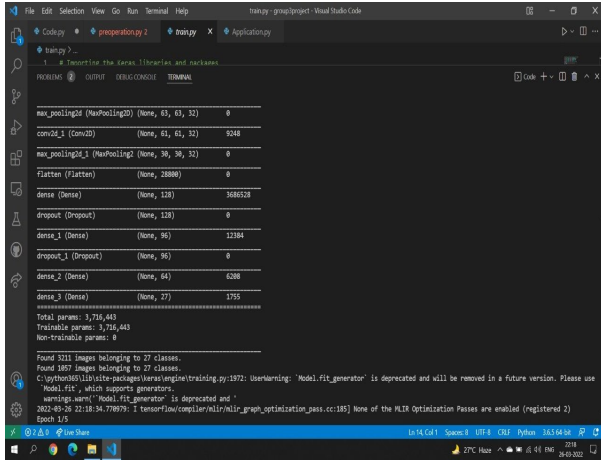 File Edit Selection View Go Run Terminal Help train.py - group3project - Visual Studio Code
Code.py preoperation.py 2 train.py X Application.py
train.py > ...
1 # Importing the Keras libraries and packages
PROBLEMS 2 OUTPUT DEBUG CONSOLE TERMINAL Code
max_pooling2d (MaxPooling2D) (None, 63, 63, 32) 0
conv2d_1 (Conv2D) (None, 61, 61, 32) 9248
max_pooling2d_1 (MaxPooling2 (None, 30, 30, 32) 0
flatten (Flatten) (None, 28800) 0
dense (Dense) (None, 128) 3686528
dropout (Dropout) (None, 128) 0
dense_1 (Dense) (None, 96) 12384
dropout_1 (Dropout) (None, 96) 0
dense_2 (Dense) (None, 64) 6208
dense_3 (Dense) (None, 27) 1755
Total params: 3,716,443
Trainable params: 3,716,443
Non-trainable params: 0
Found 3211 images belonging to 27 classes.
Found 1057 images belonging to 27 classes.
C:\python365\lib\site-packages\keras\engine\training.py:1972: UserWarning: `Model.fit_generator` is deprecated and will be removed in a future version. Please use
`Model.fit`, which supports generators.
warnings.warn('`Model.fit_generator` is deprecated and '
2022-03-26 22:18:34.770979: I tensorflow/compiler/mlir/mlir_graph_optimization_pass.cc:185] None of the MLIR Optimization Passes are enabled (registered 2)
Epoch 1/5
2 0 Live Share Ln 14, Col 1 Spaces: 8 UTF-8 CRLF Python 3.6.5 64-bit
27°C Haze ENG 22:18
26-03-2022